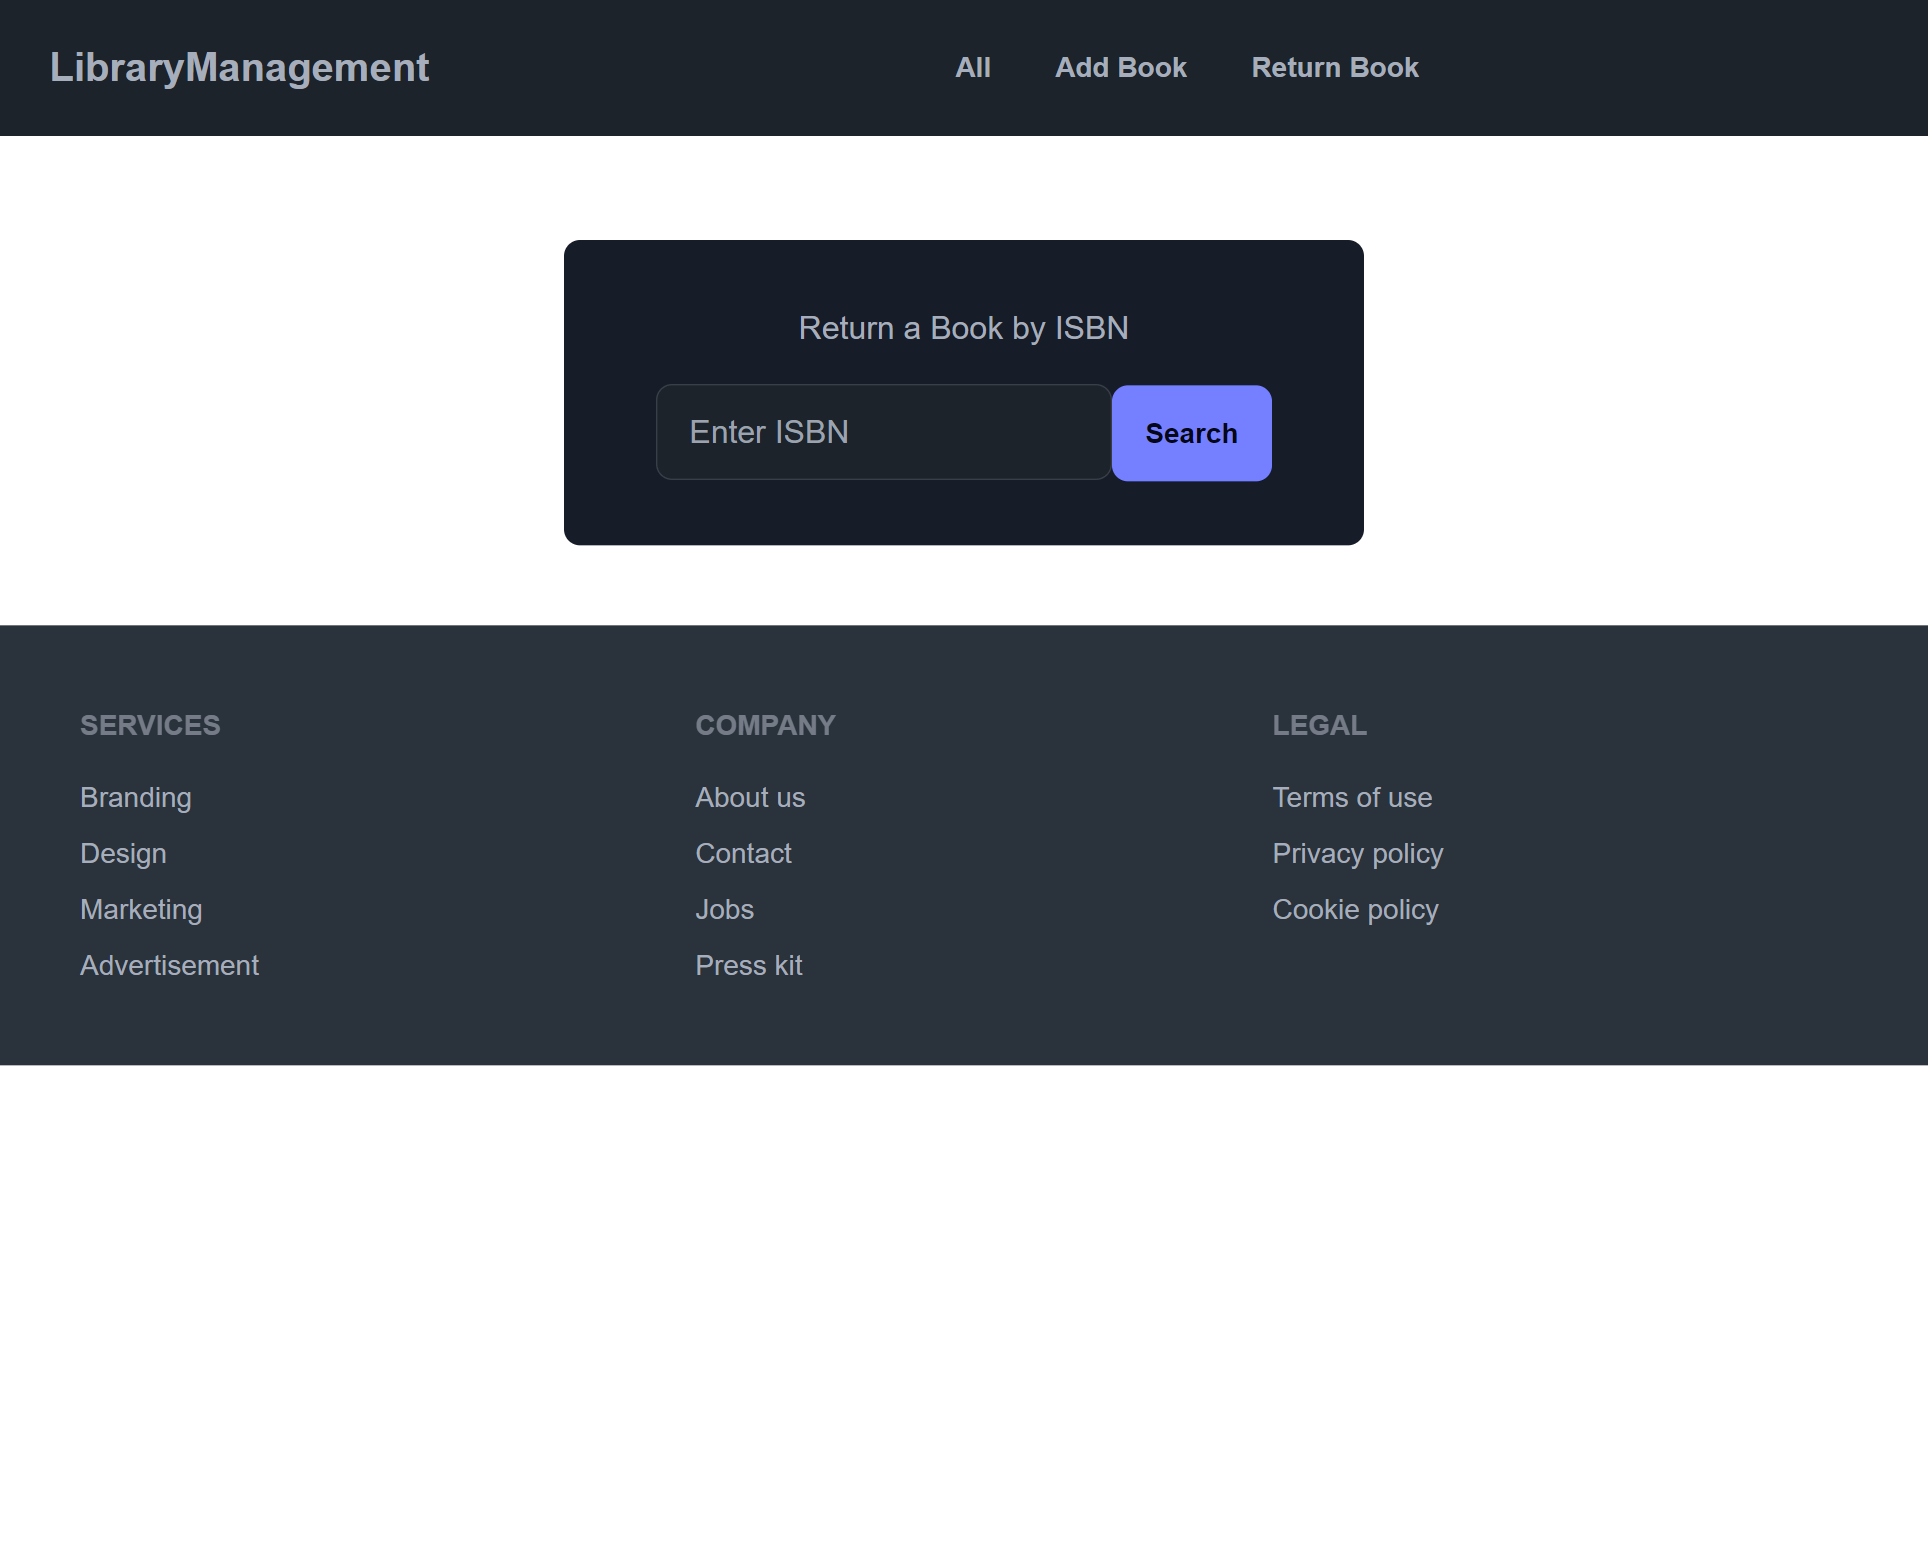 LibraryManagement
All
Add Book
Return Book
Return a Book by ISBN
Enter ISBN
Search
SERVICES
Branding
Design
Marketing
Advertisement
COMPANY
About us
Contact
Jobs
Press kit
LEGAL
Terms of use
Privacy policy
Cookie policy